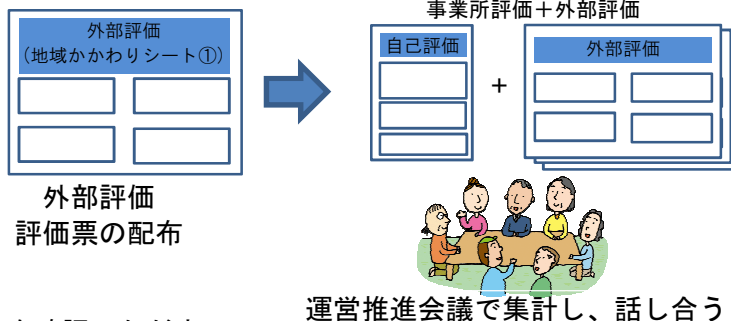 外部評価
(地域かかわりシート①)
外部評価
評価票の配布
事業所評価＋外部評価
自己評価
+
外部評価
運営推進会議で集計し、話し合う